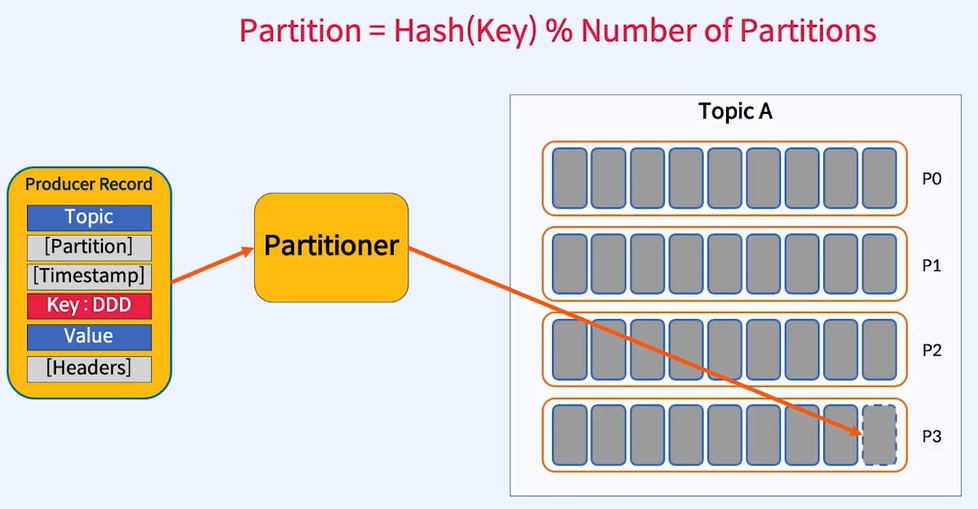 Partition = Hash(Key) % Number of Partitions
Producer Record
Topic
[Partition]
[Timestamp]
Key : DDD
Value
[Headers]
Partitioner
Topic A
P0
P1
P2
P3